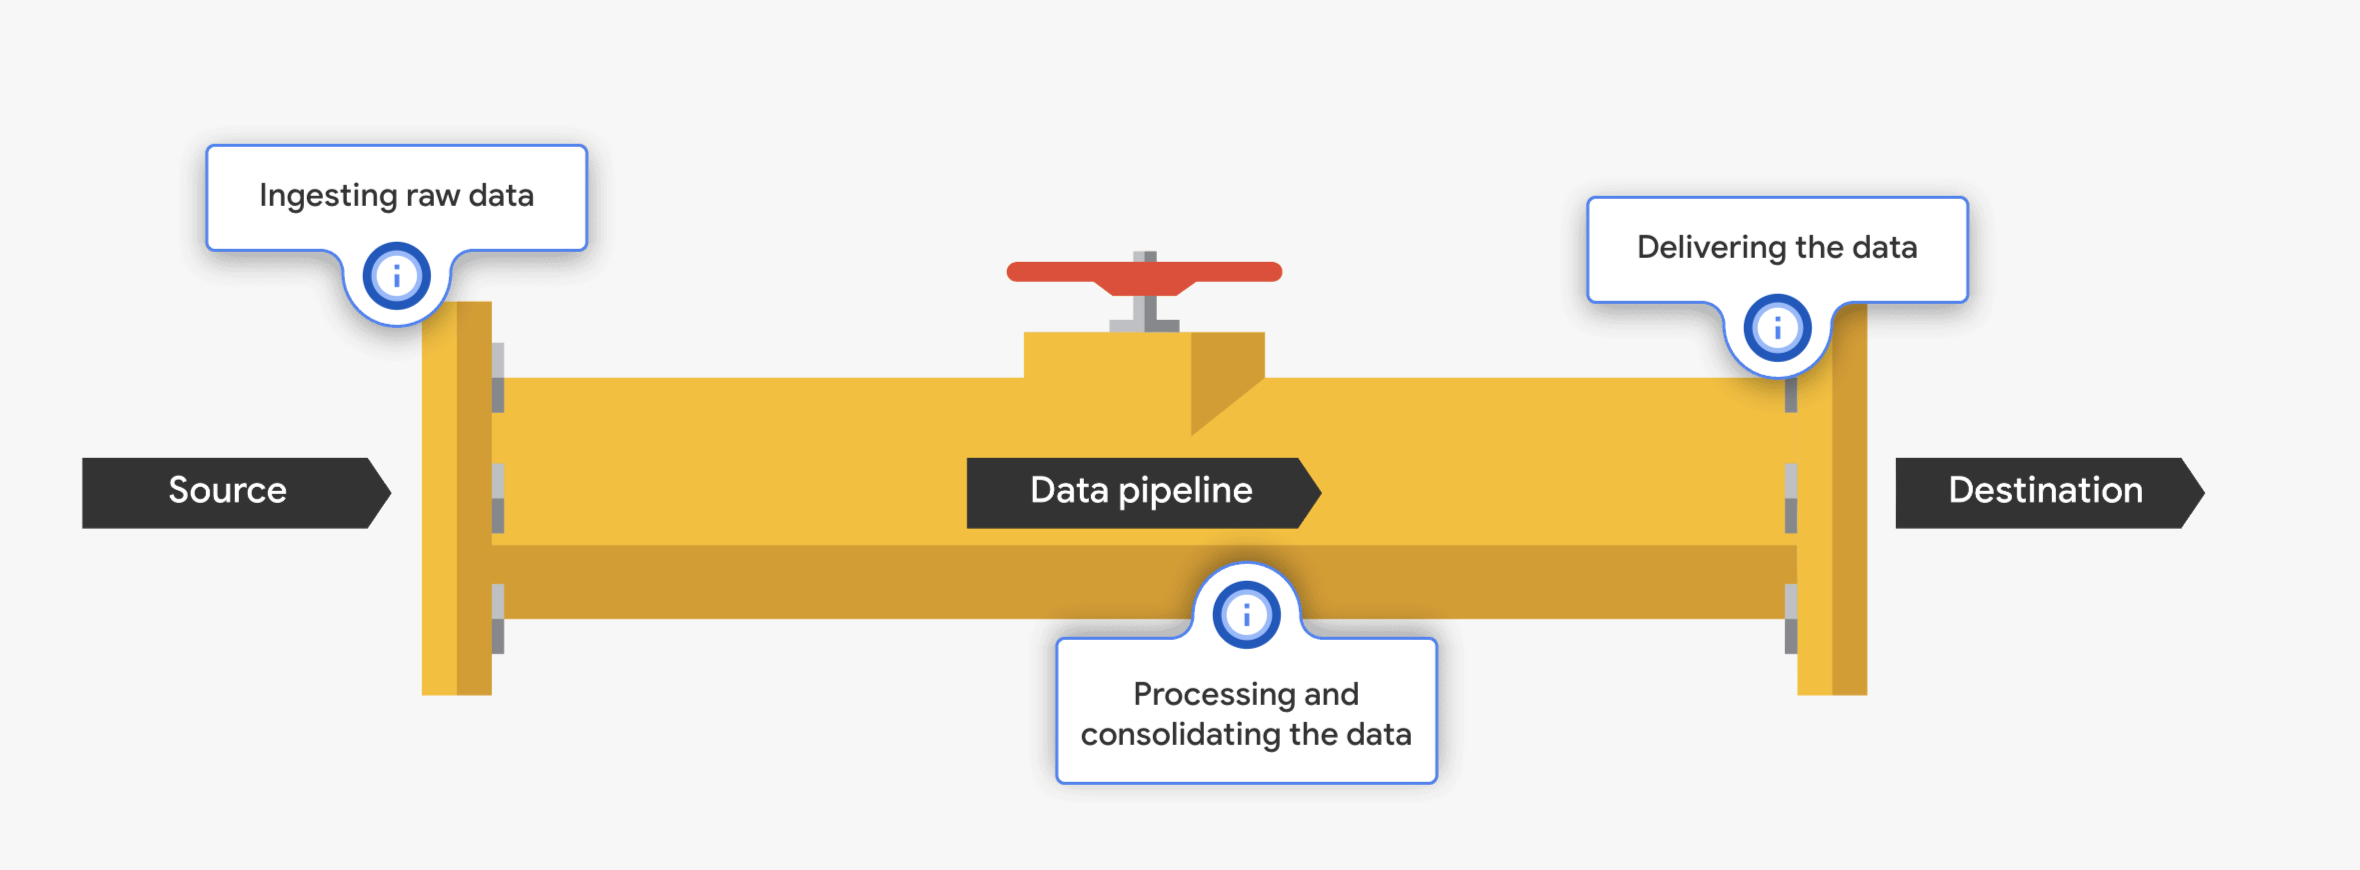 Ingesting raw data
Delivering the data
Source
Data pipeline
Destination
Processing and
consolidating the data